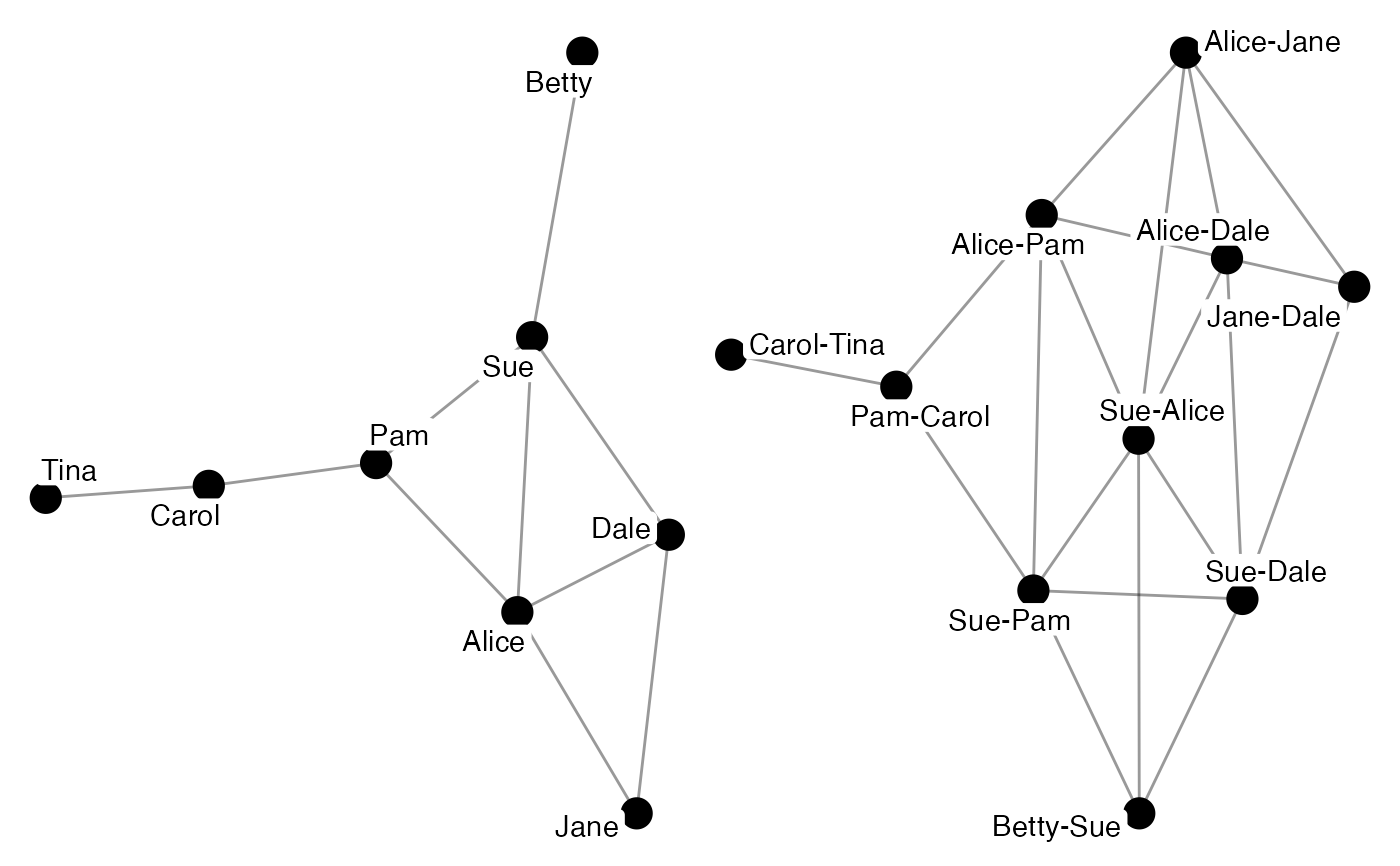 Betty
Sue
Pam
Tina
Carol
Dale
Alice
Jane
Alice-Jane
Alice-Pam
Alice-Dale
Jane-Dale
Carol-Tina
Pam-Carol
Sue-Alice
Sue-Dale
Sue-Pam
Betty-Sue